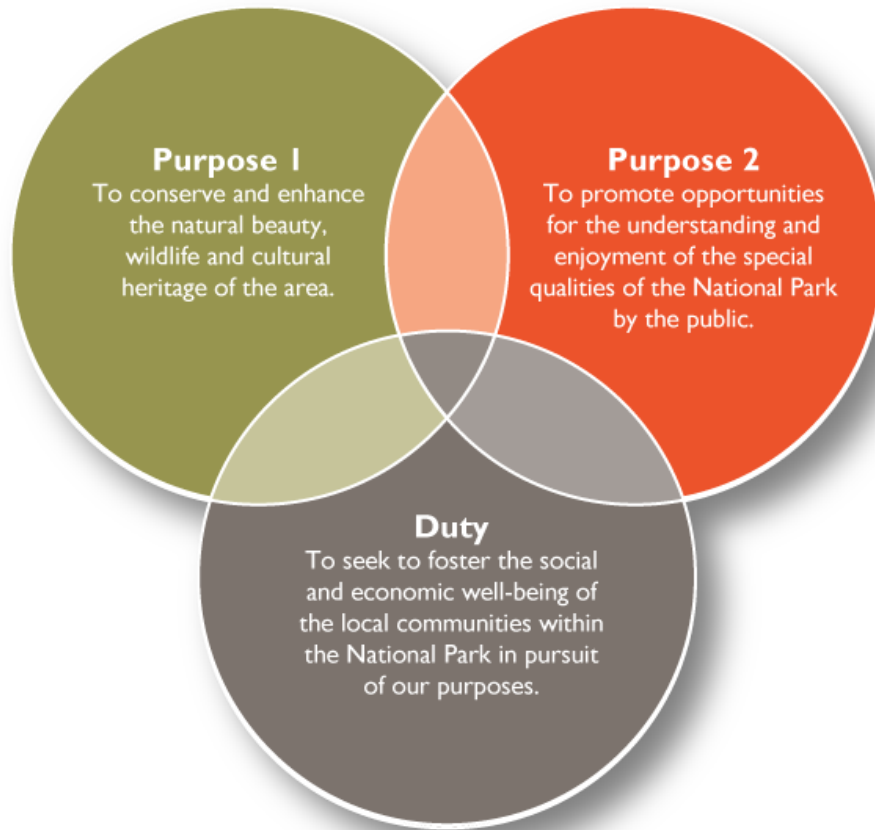 Purpose 1
To conserve and enhance
the natural beauty,
wildlife and cultural
heritage of the area.
Purpose 2
To promote opportunities
for the understanding and
enjoyment of the special
qualities of the National Park
by the public.
Duty
To seek to foster the social
and economic well-being of
the local communities within
the National Park in pursuit
of our purposes.